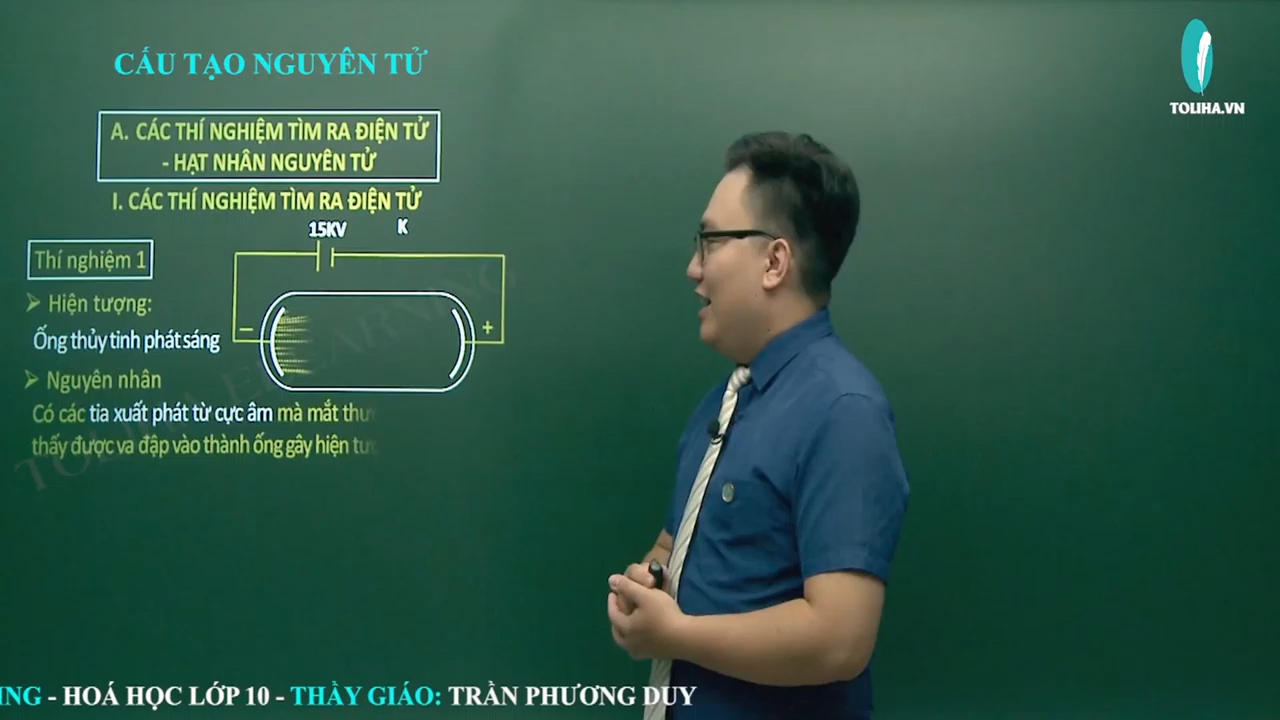 CẤU TẠO NGUYÊN TỬ
TOLIHA.VN
A. CÁC THÍ NGHIỆM TÌM RA ĐIỆN TỬ
- HẠT NHÂN NGUYÊN TỬ
I. CÁC THÍ NGHIỆM TÌM RA ĐIỆN TỬ
15KV K
Thí nghiệm 1
➢ Hiện tượng:
− +
Ống thủy tinh phát sáng
➢ Nguyên nhân
Có các tia xuất phát từ cực âm mà mắt
thấy được va đập vào thành ống gây hiện
- HOÁ HỌC LỚP 10 - THẦY GIÁO: TRẦN PHƯƠNG DUY